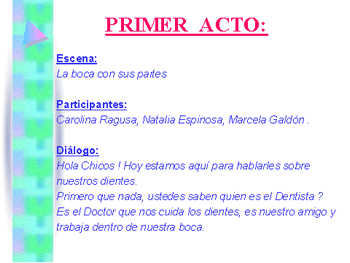 PRIMER ACTO:
Escena:
La boca con sus partes
Participantes:
Carolina Ragusa, Natalia Espinosa, Marcela Galdón .
Diálogo:
Hola Chicos ! Hoy estamos aquí para hablarles sobre
nuestros dientes.
Primero que nada, ustedes saben quien es el Dentista ?
Es el Doctor que nos cuida los dientes, es nuestro amigo y
trabaja dentro de nuestra boca.